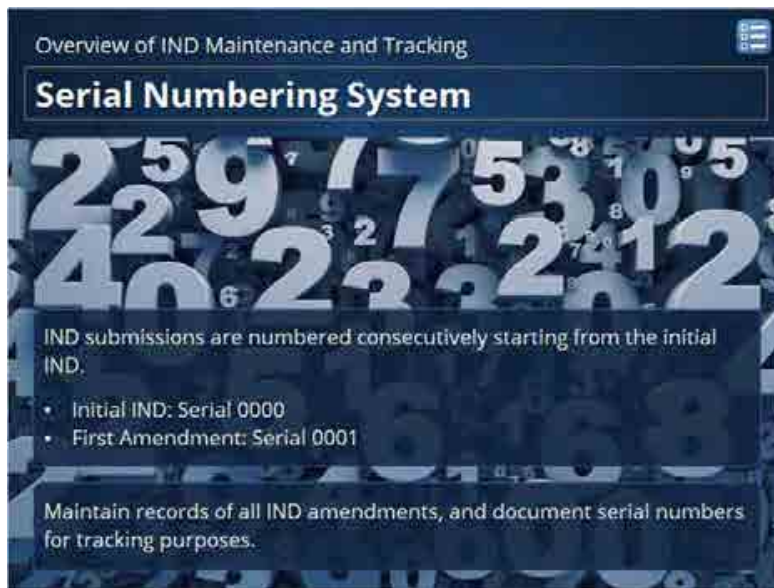 Overview of IND Maintenance and Tracking
Serial Numbering System
IND submissions are numbered consecutively starting from the initial
IND.
• Initial IND: Serial 0000
• First Amendment: Serial 0001
Maintain records of all IND amendments, and document serial numbers
for tracking purposes.